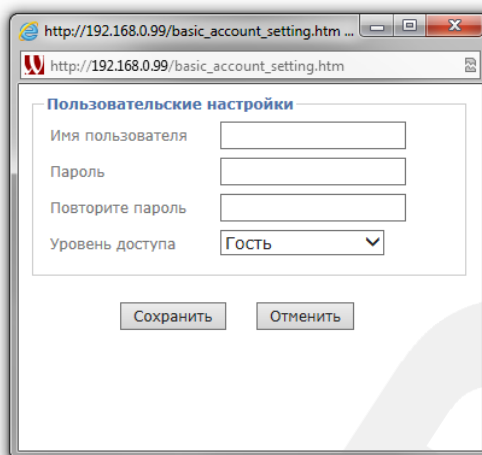 http://192.168.0.99/basic_account_setting.htm ...
http://192.168.0.99/basic_account_setting.htm
Пользовательские настройки
Имя пользователя
Пароль
Повторите пароль
Уровень доступа Гость
Сохранить Отменить